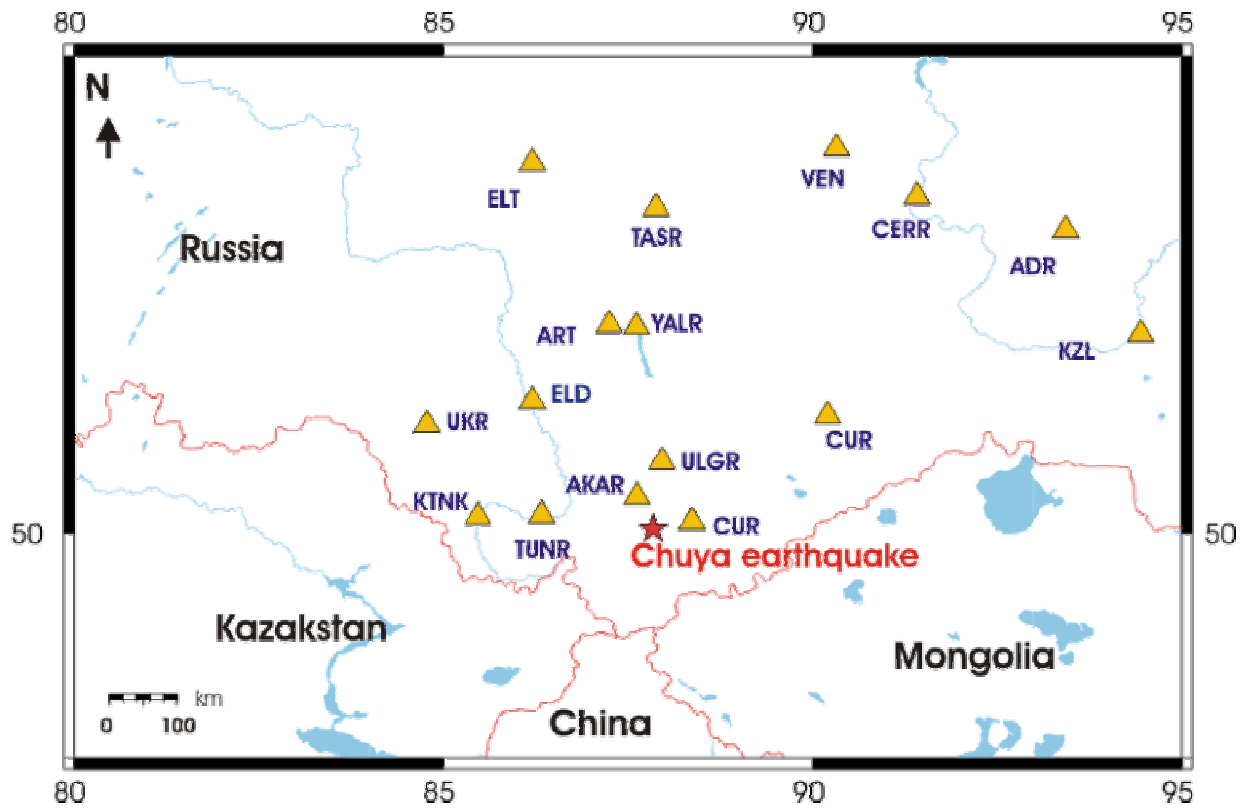 80 85 90 95
N
VEN
ELT
CERR
TASR
Russia
ADR
ART YALR
KZL
ELD
UKR
CUR
ULGR
AKAR
KTNK
CUR
50 50
TUNR
Chuya earthquake
Kazakstan
Mongolia
km
0 100
China
80 85 90 95